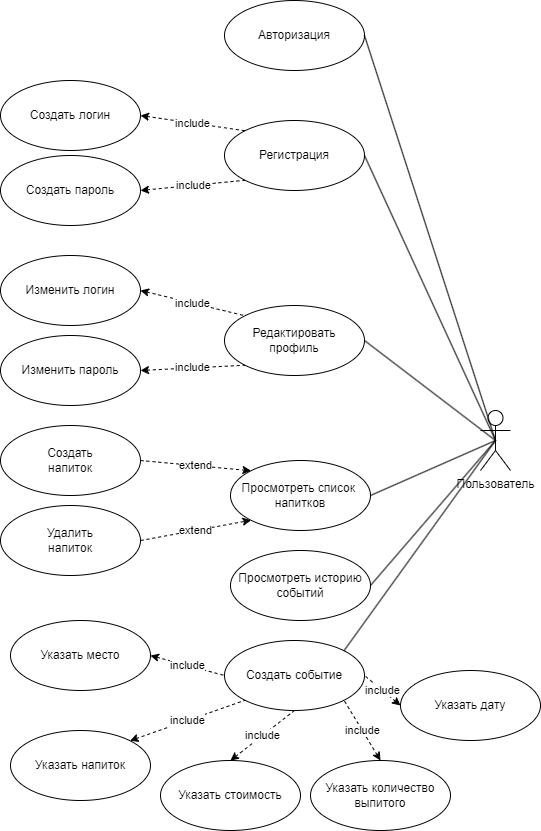 Авторизация
Создать логин
include
Регистрация
Создать пароль
include
Изменить логин
include
Редактировать
профиль
Изменить пароль
include
Создать
напиток
extend
Просмотреть список
напитков
Пользователь
Удалить
напиток
extend
Просмотреть историю
событий
Указать место
include
Создать событие
include
Указать дату
include
include
include
Указать напиток
Указать стоимость
Указать количество
выпитого